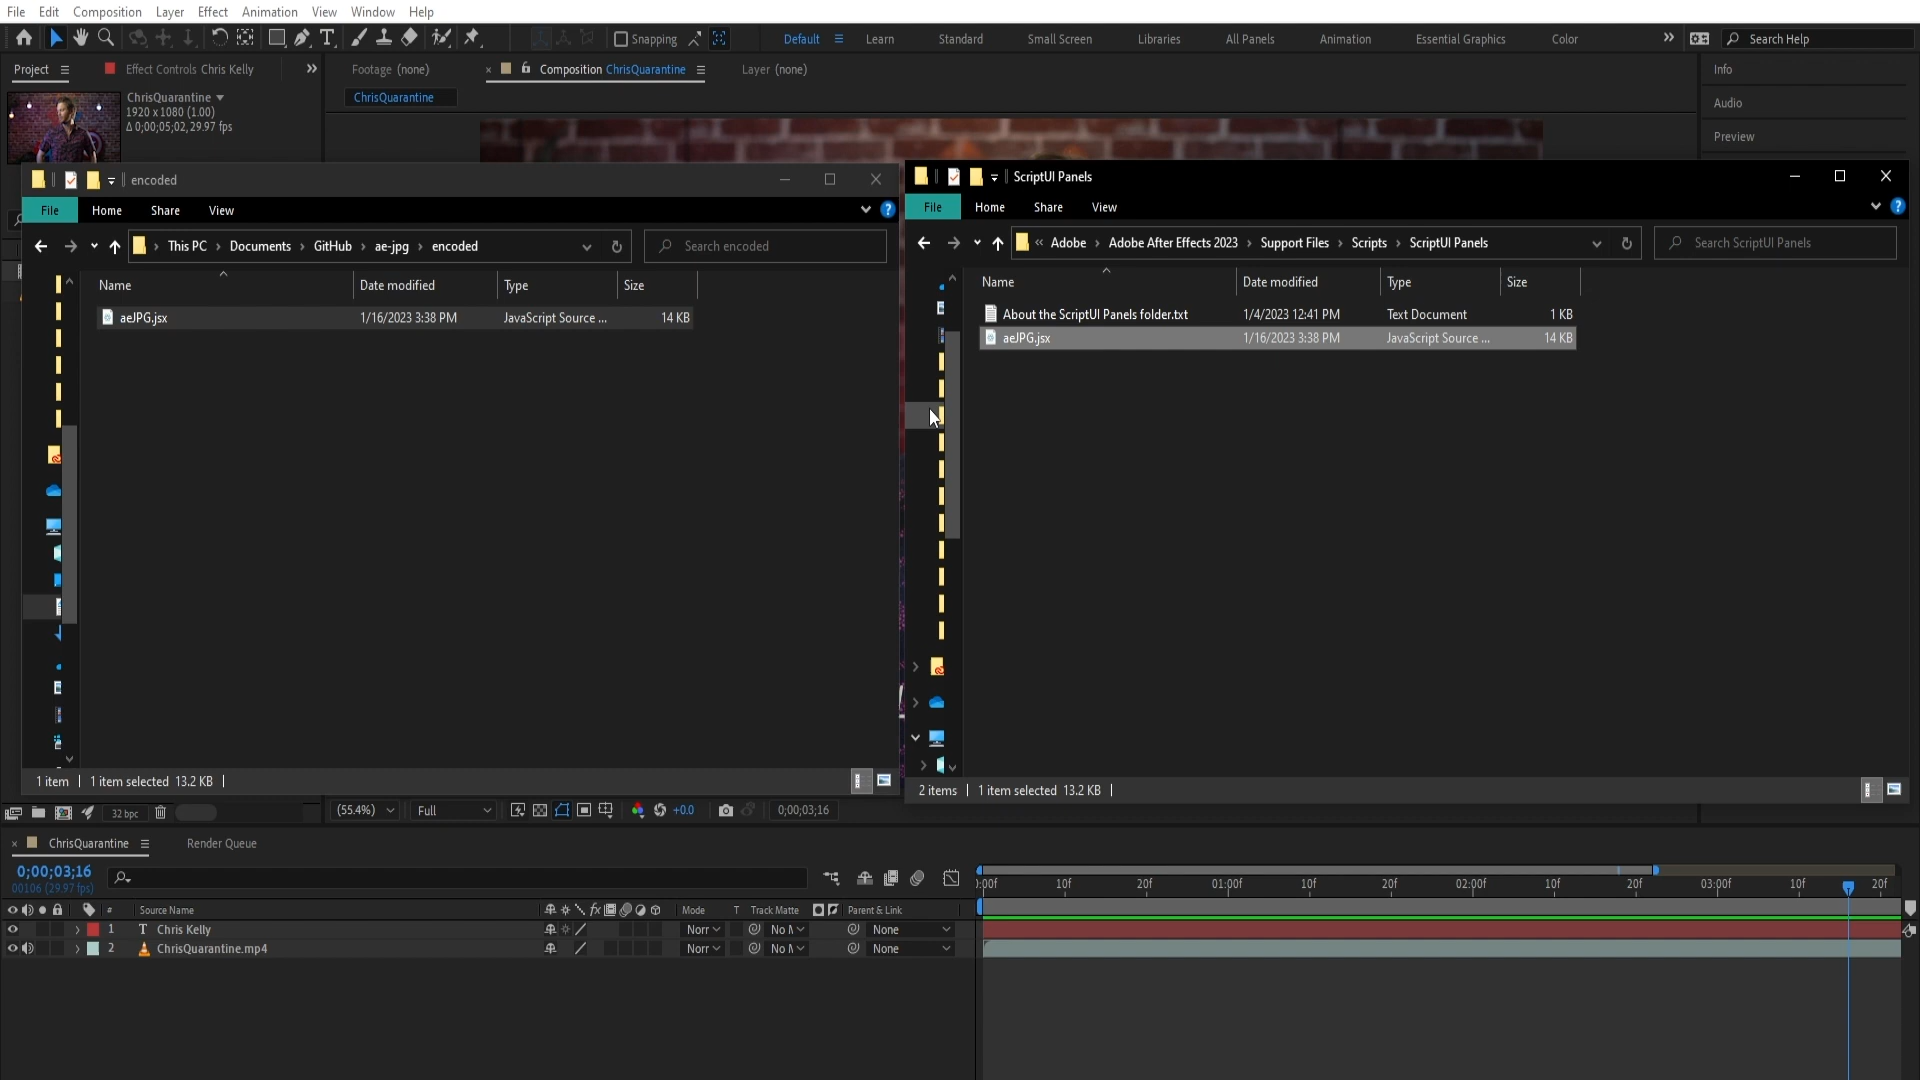 File Edit Composition Layer Effect Animation View Window Help
Snapping Default Learn Standard Small Screen Libraries All Panels Animation Essential Graphics Color Search Help
Project Effect Controls Chris Kelly Footage (none) Composition ChrisQuarantine Layer (none) Info
ChrisQuarantine
1920 x 1080 (1.00)
Δ 0;00;05;02, 29.97 fps
ChrisQuarantine
Audio
Preview
encoded
File Home Share View
This PC > Documents > GitHub > ae-jpg > encoded Search encoded
Name Date modified Type Size
aeJPG.jsx 1/16/2023 3:38 PM JavaScript Source ... 14 KB
1 item 1 item selected 13.2 KB
ScriptUI Panels
File Home Share View
« Adobe > Adobe After Effects 2023 > Support Files > Scripts > ScriptUI Panels Search ScriptUI Panels
Name Date modified Type Size
About the ScriptUI Panels folder.txt 1/4/2023 12:41 PM Text Document 1 KB
aeJPG.jsx 1/16/2023 3:38 PM JavaScript Source ... 14 KB
2 items 1 item selected 13.2 KB
32 bpc (55.4%) Full +0.0 0;00;03;16
ChrisQuarantine Render Queue
0;00;03;16
00106 (29.97 fps)
:00f 10f 20f 01:00f 10f 20f 02:00f 10f 20f 03:00f 10f 20f
# Source Name fx Mode T Track Matte Parent & Link
1 T Chris Kelly Norr No None
2 ChrisQuarantine.mp4 Norr No None